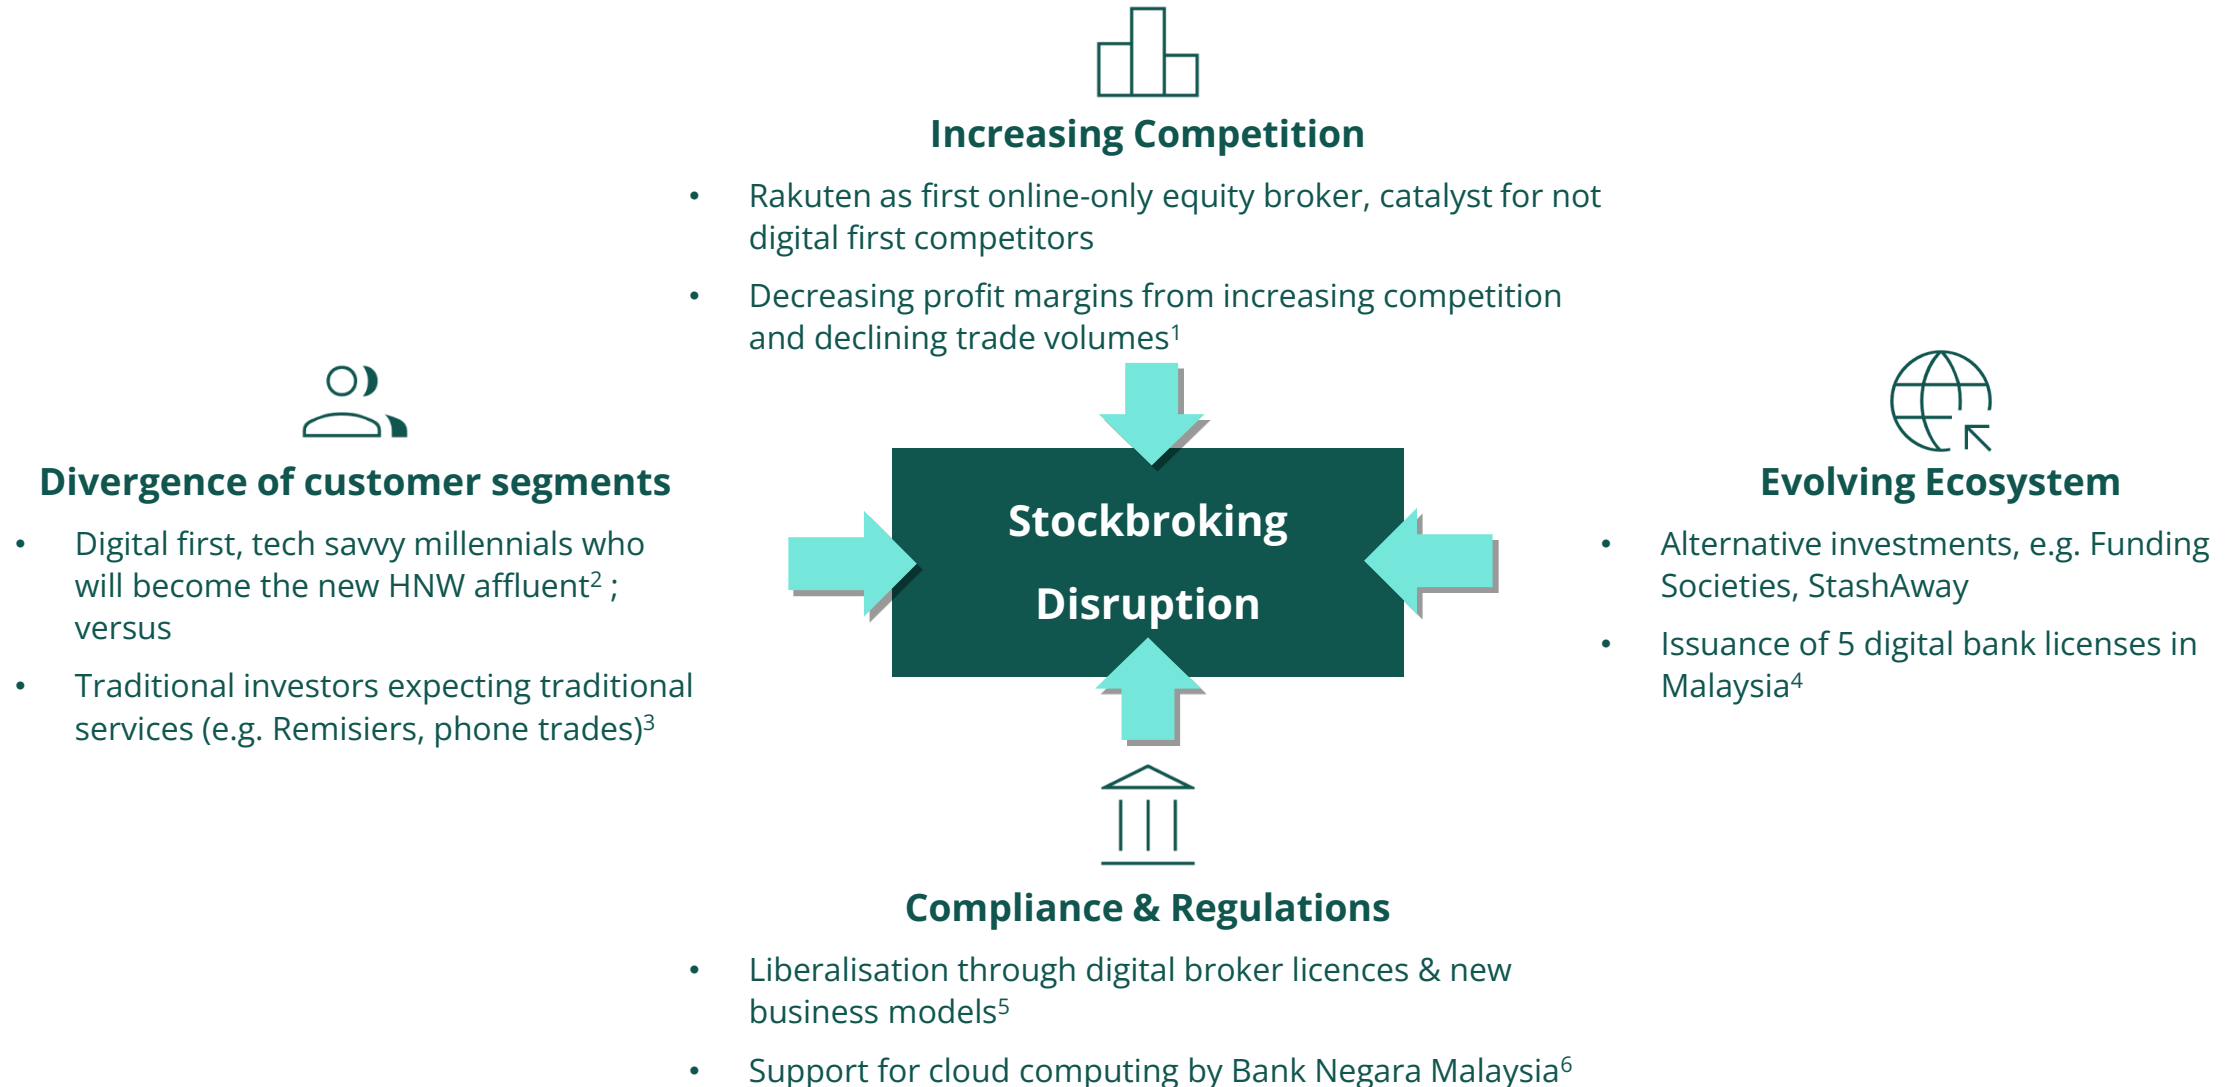 Increasing Competition
• Rakuten as first online-only equity broker, catalyst for not
digital first competitors
• Decreasing profit margins from increasing competition
and declining trade volumes¹
Divergence of customer segments
• Digital first, tech savvy millennials who
will become the new HNW affluent² ;
versus
• Traditional investors expecting traditional
services (e.g. Remisiers, phone trades)³
Stockbroking
Disruption
Evolving Ecosystem
• Alternative investments, e.g. Funding
Societies, StashAway
• Issuance of 5 digital bank licenses in
Malaysia⁴
Compliance & Regulations
• Liberalisation through digital broker licences & new
business models⁵
• Support for cloud computing by Bank Negara Malaysia⁶